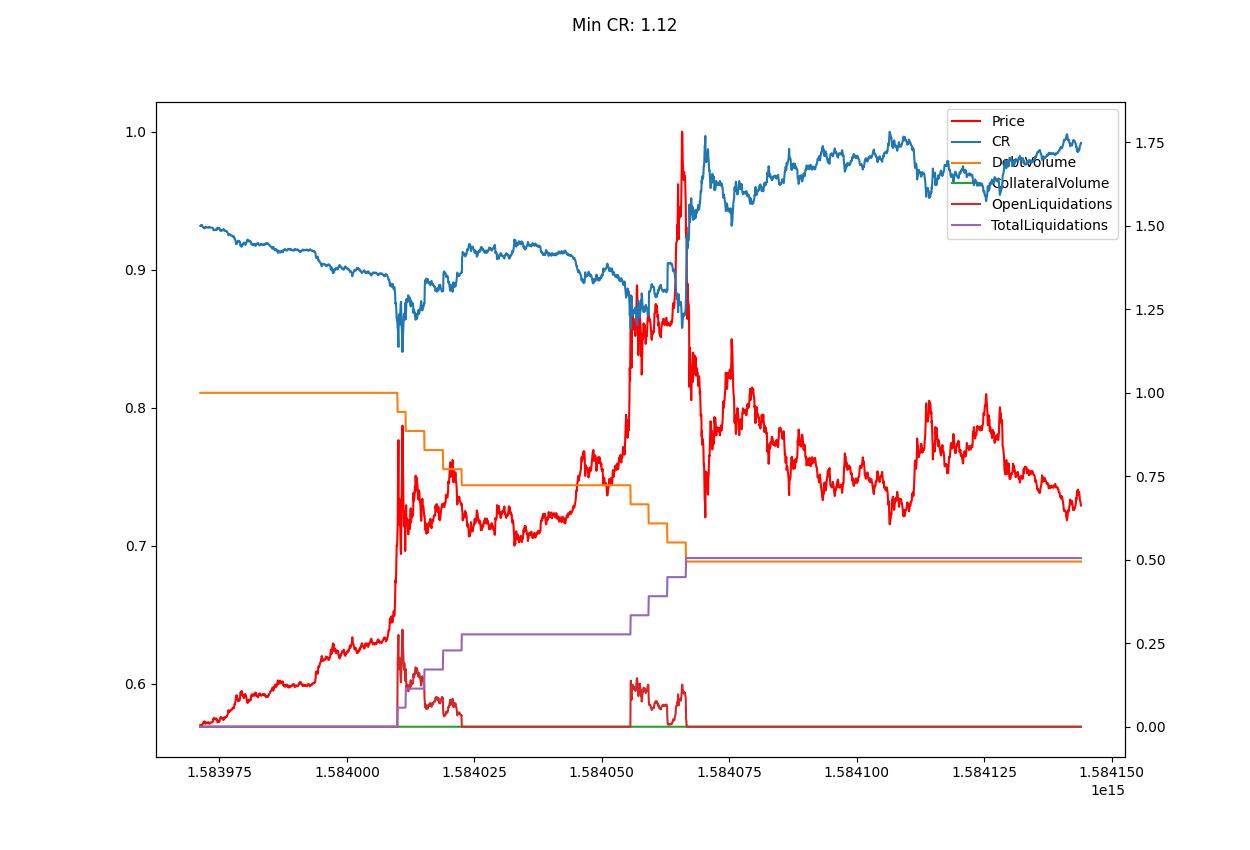 Min CR: 1.12
1.0
0.9
0.8
0.7
0.6
Price
CR
DebtVolume
CollateralVolume
OpenLiquidations
TotalLiquidations
1.75
1.50
1.25
1.00
0.75
0.50
0.25
0.00
1.583975 1.584000 1.584025 1.584050 1.584075 1.584100 1.584125 1.584150
1e15